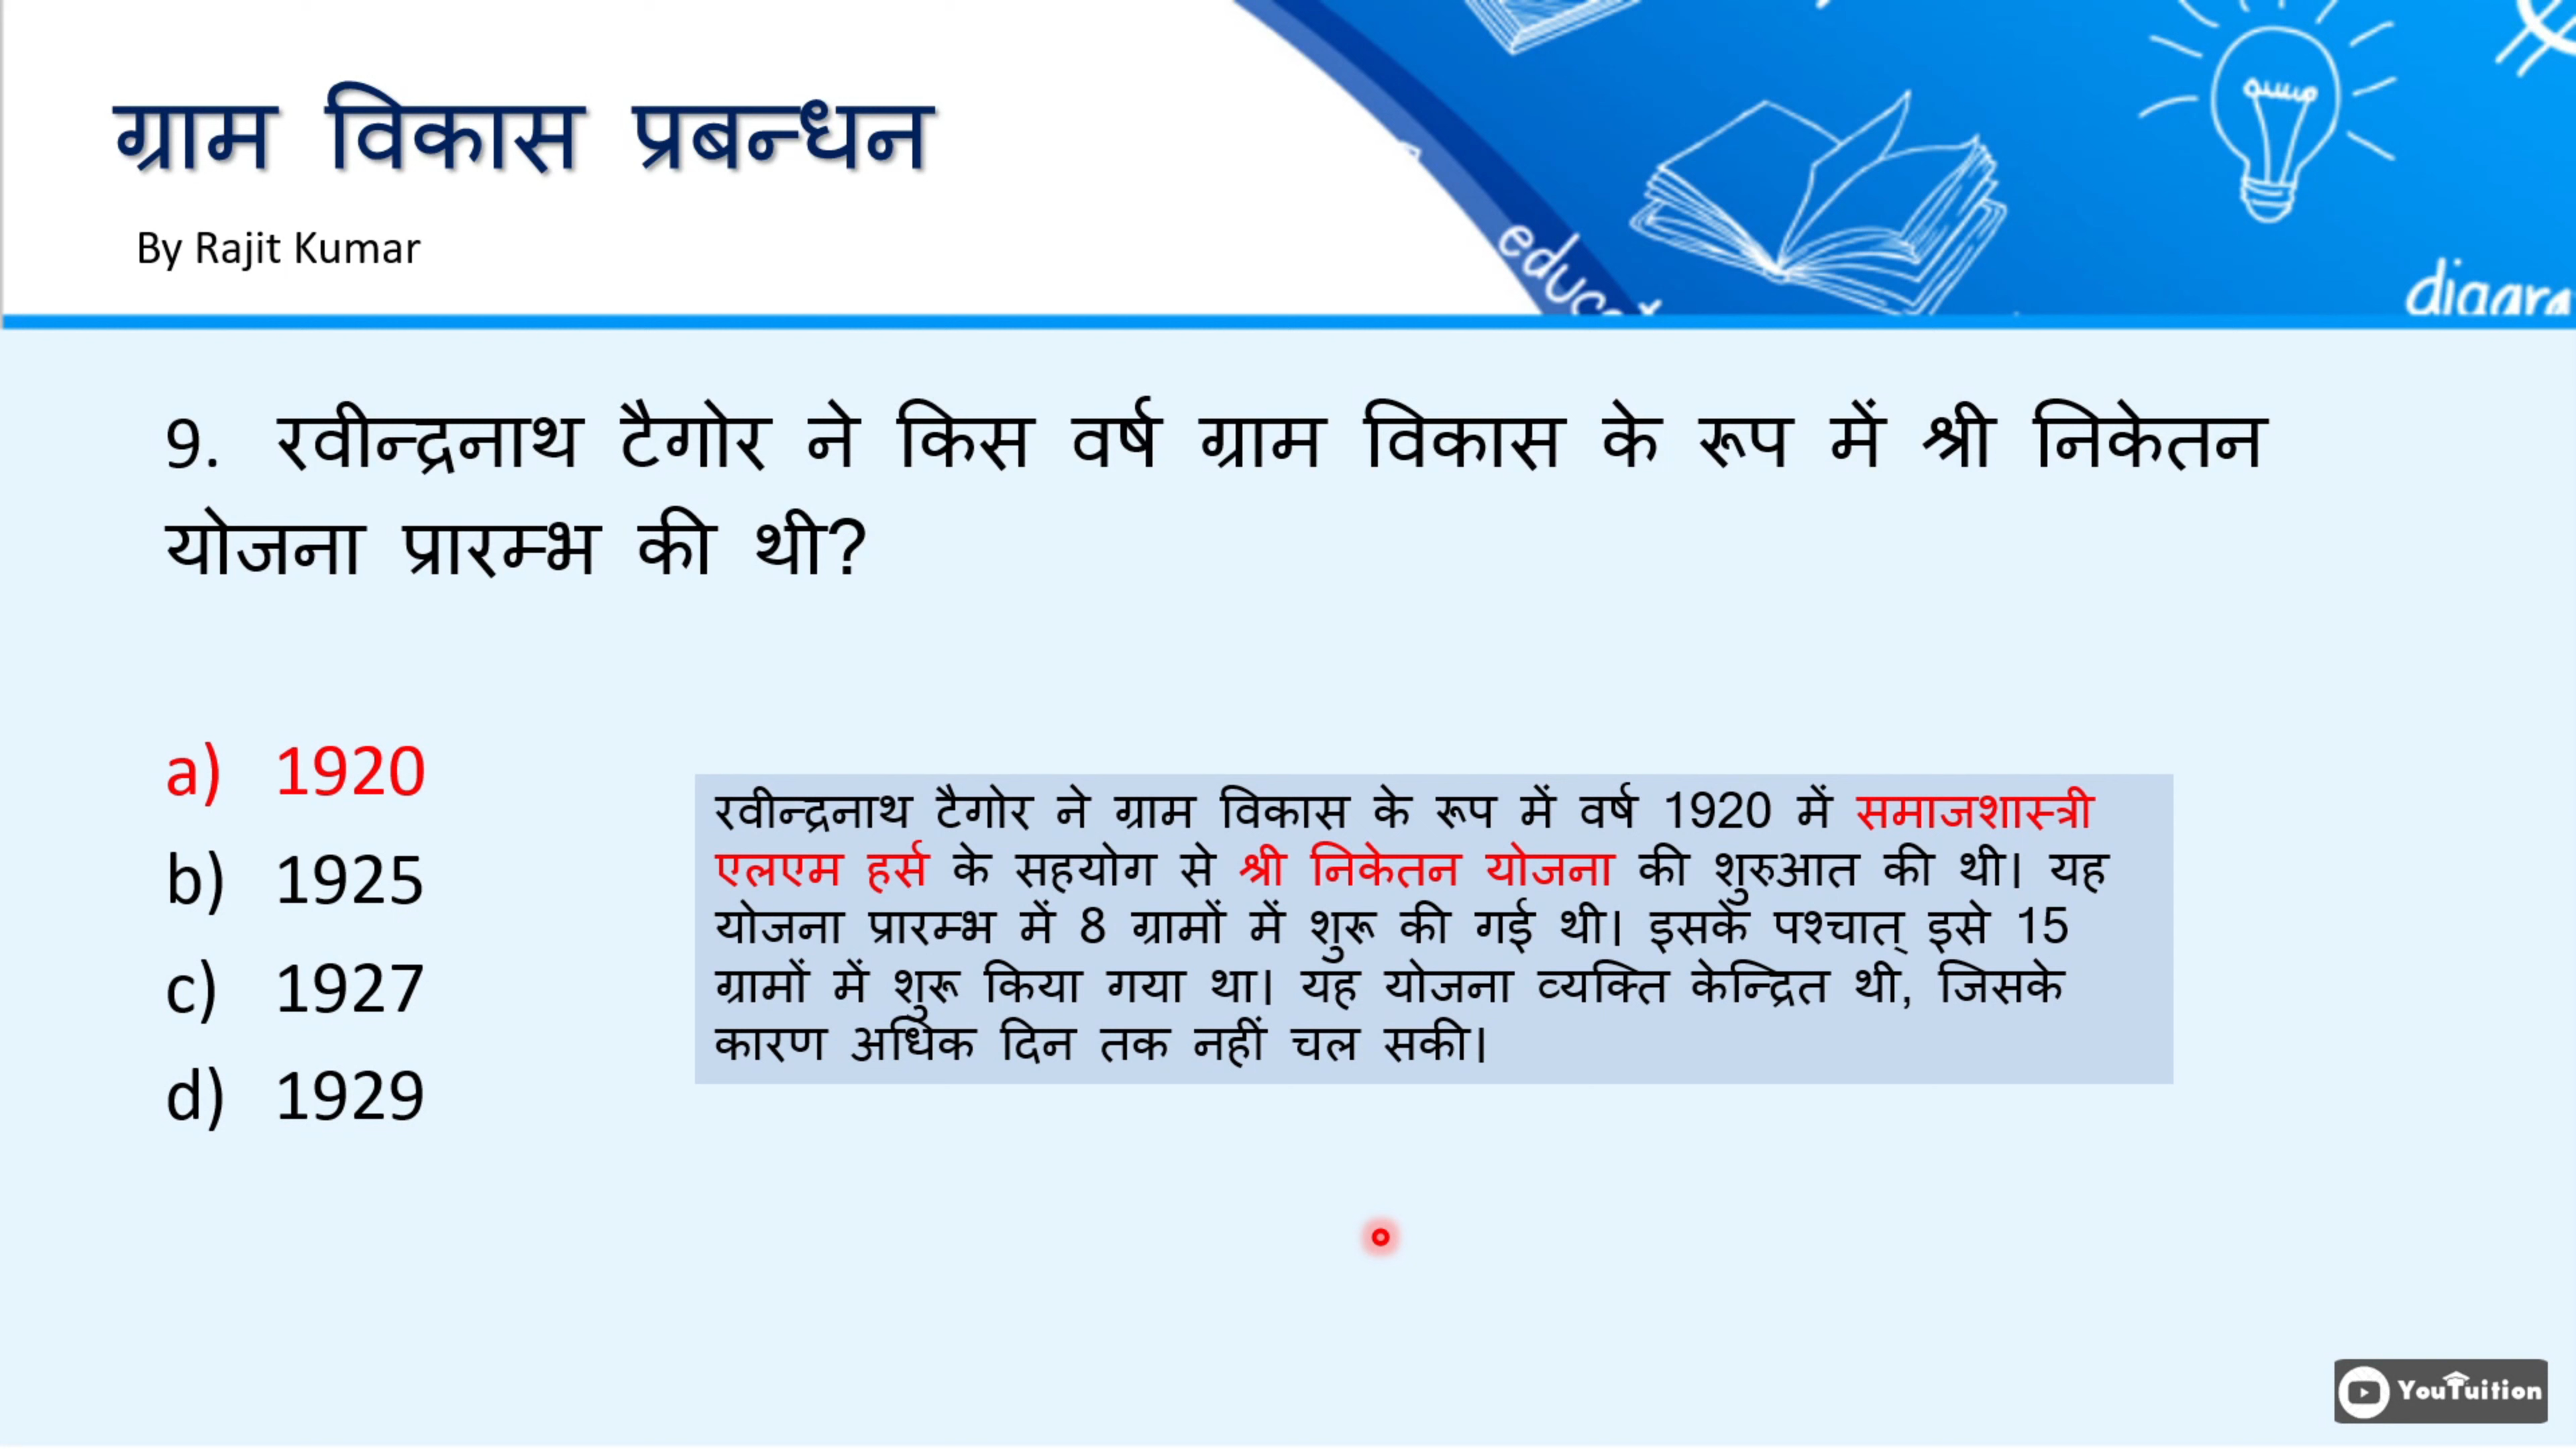 ग्राम विकास प्रबन्धन
By Rajit Kumar
9. रवीन्द्रनाथ टैगोर ने किस वर्ष ग्राम विकास के रूप में श्री निकेतन
योजना प्रारम्भ की थी?
a) 1920
b) 1925
c) 1927
d) 1929
रवीन्द्रनाथ टैगोर ने ग्राम विकास के रूप में वर्ष 1920 में समाजशास्त्री
एलएम हर्स के सहयोग से श्री निकेतन योजना की शुरुआत की थी। यह
योजना प्रारम्भ में 8 ग्रामों में शुरू की गई थी। इसके पश्चात् इसे 15
ग्रामों में शुरू किया गया था। यह योजना व्यक्ति केन्द्रित थी, जिसके
कारण अधिक दिन तक नहीं चल सकी।
YouTuition